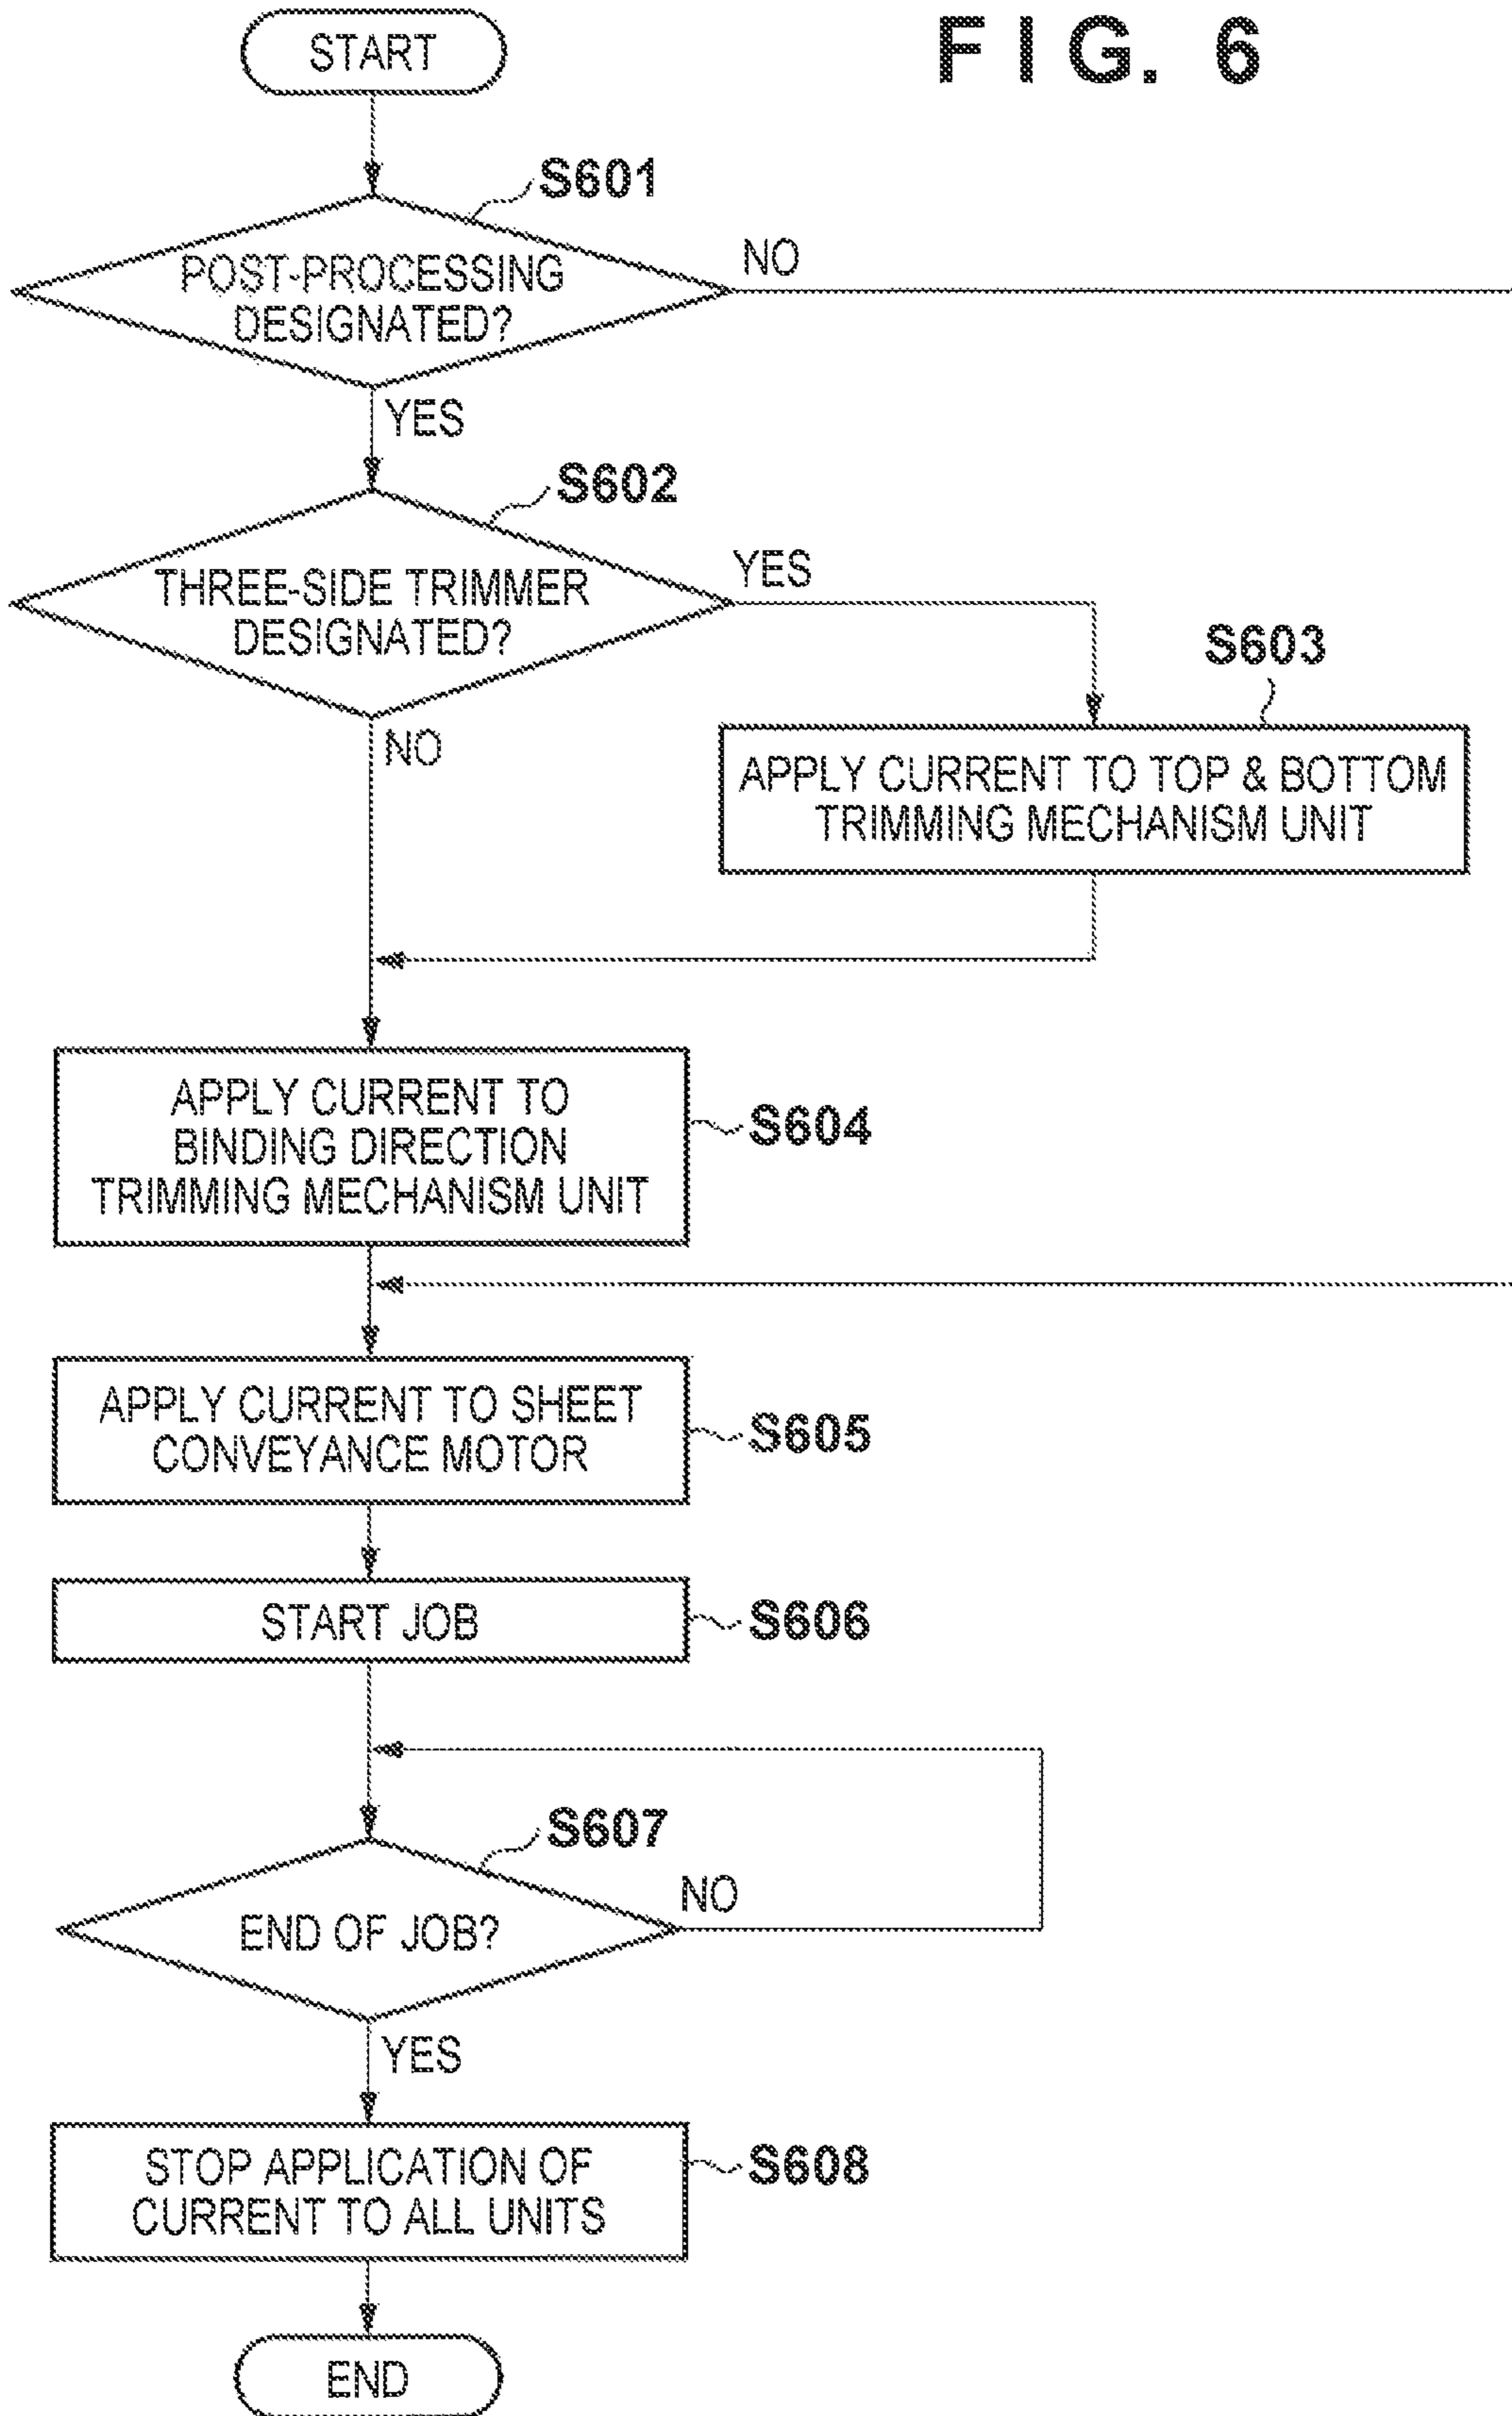 FIG. 6
START
S601
POST-PROCESSING
DESIGNATED?
NO
YES
S602
THREE-SIDE TRIMMER
DESIGNATED?
YES
NO
S603
APPLY CURRENT TO TOP & BOTTOM
TRIMMING MECHANISM UNIT
APPLY CURRENT TO
BINDING DIRECTION
TRIMMING MECHANISM UNIT
S604
APPLY CURRENT TO SHEET
CONVEYANCE MOTOR
S605
START JOB
S606
S607
END OF JOB?
NO
YES
STOP APPLICATION OF
CURRENT TO ALL UNITS
S608
END